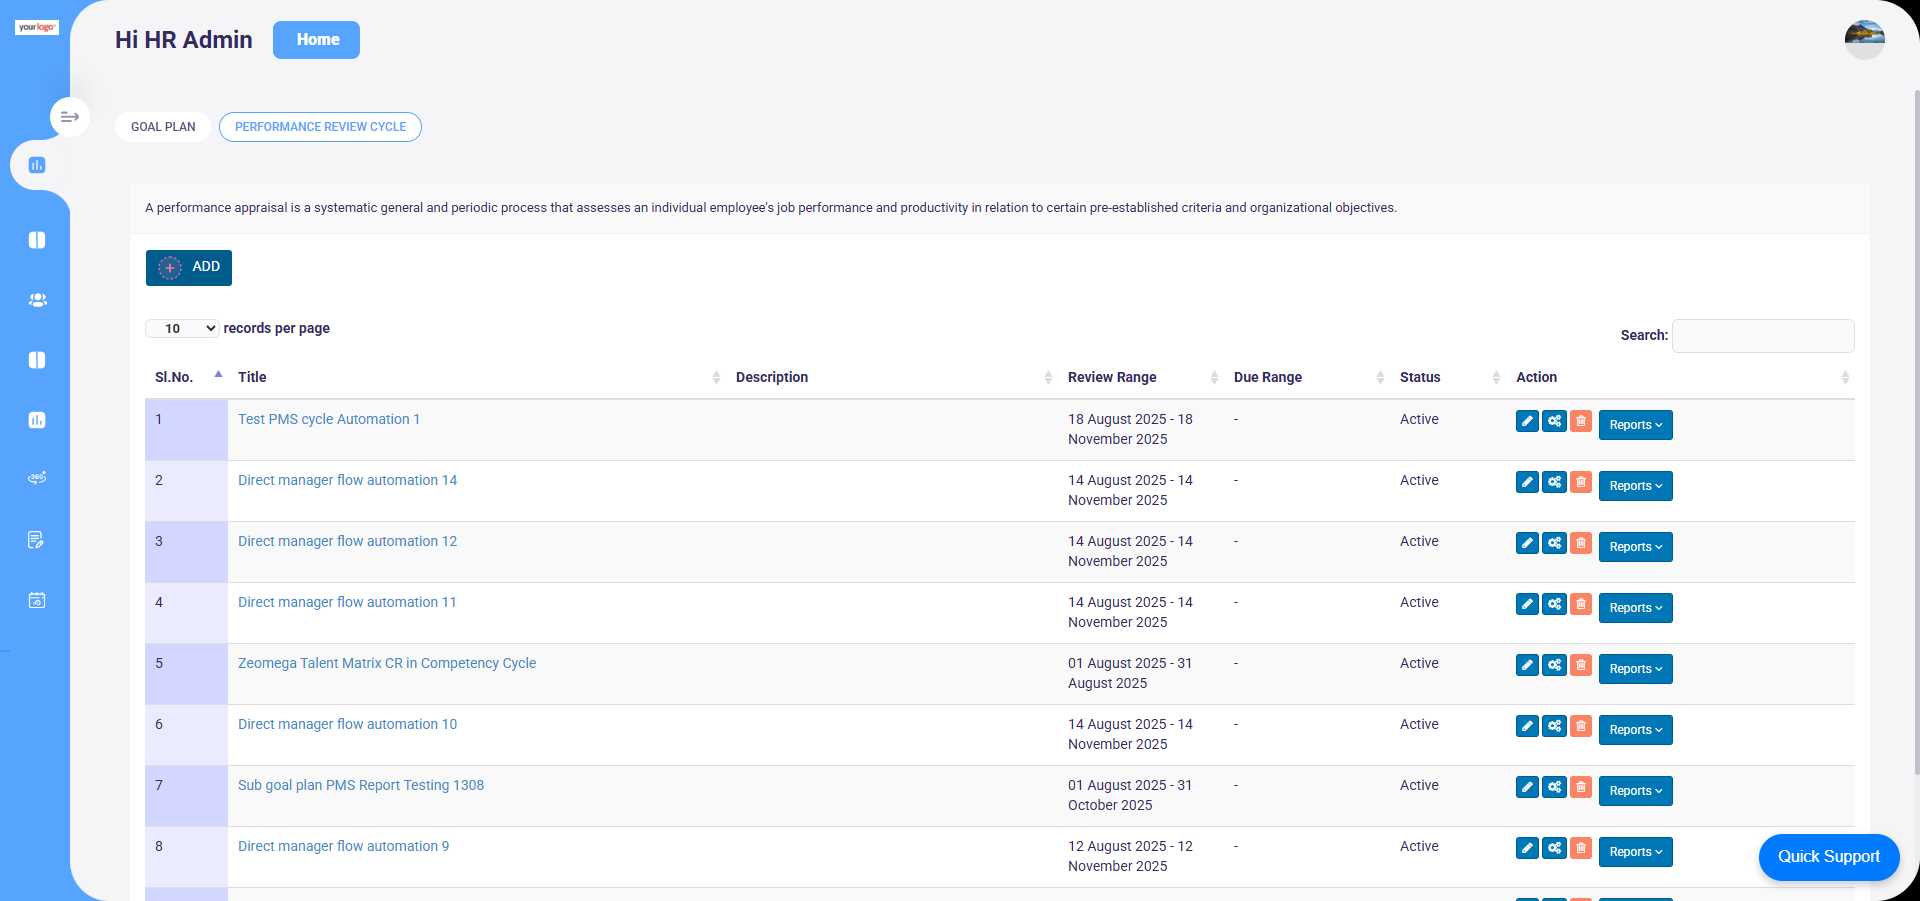 yourlogo
Hi HR Admin
Home
GOAL PLAN
PERFORMANCE REVIEW CYCLE
A performance appraisal is a systematic general and periodic process that assesses an individual employee's job performance and productivity in relation to certain pre-established criteria and organizational objectives.
ADD
10 records per page
Search:
Sl.No. Title Description Review Range Due Range Status Action
1 Test PMS cycle Automation 1 18 August 2025 - 18 - Active Reports
November 2025
2 Direct manager flow automation 14 14 August 2025 - 14 - Active Reports
November 2025
3 Direct manager flow automation 12 14 August 2025 - 14 - Active Reports
November 2025
4 Direct manager flow automation 11 14 August 2025 - 14 - Active Reports
November 2025
5 Zeomega Talent Matrix CR in Competency Cycle 01 August 2025 - 31 - Active Reports
August 2025
6 Direct manager flow automation 10 14 August 2025 - 14 - Active Reports
November 2025
7 Sub goal plan PMS Report Testing 1308 01 August 2025 - 31 - Active Reports
October 2025
8 Direct manager flow automation 9 12 August 2025 - 12 - Active Reports
November 2025
360
Quick Support